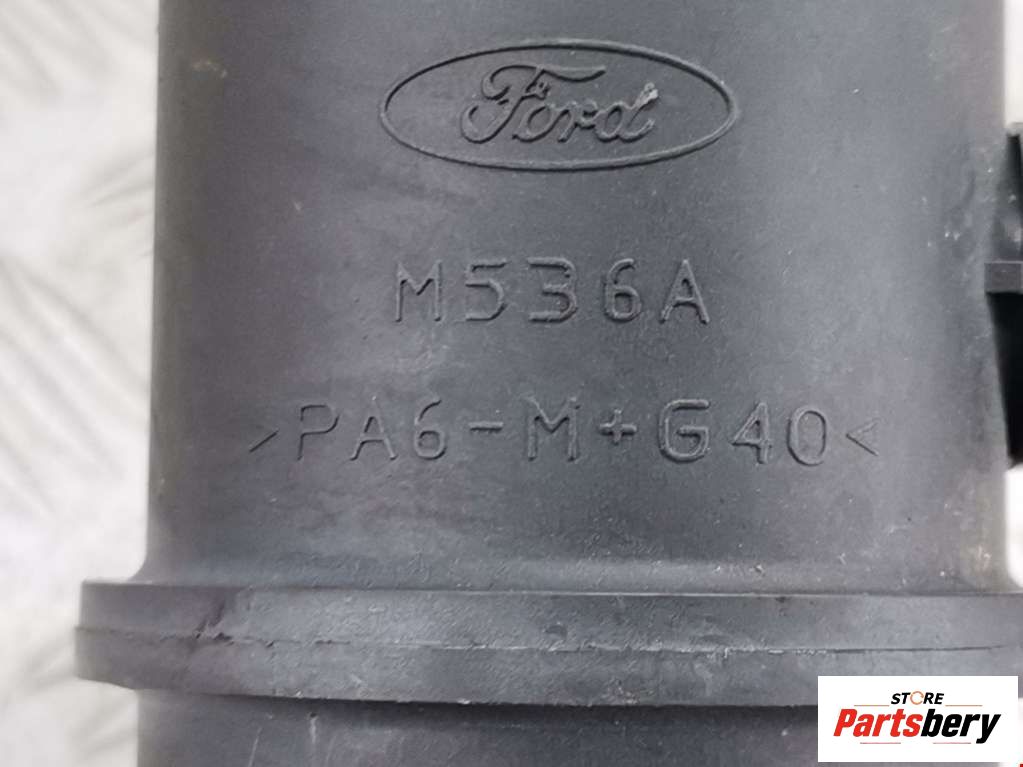 Ford
M536A
>PA6-M+G40<
STORE
Partsbery